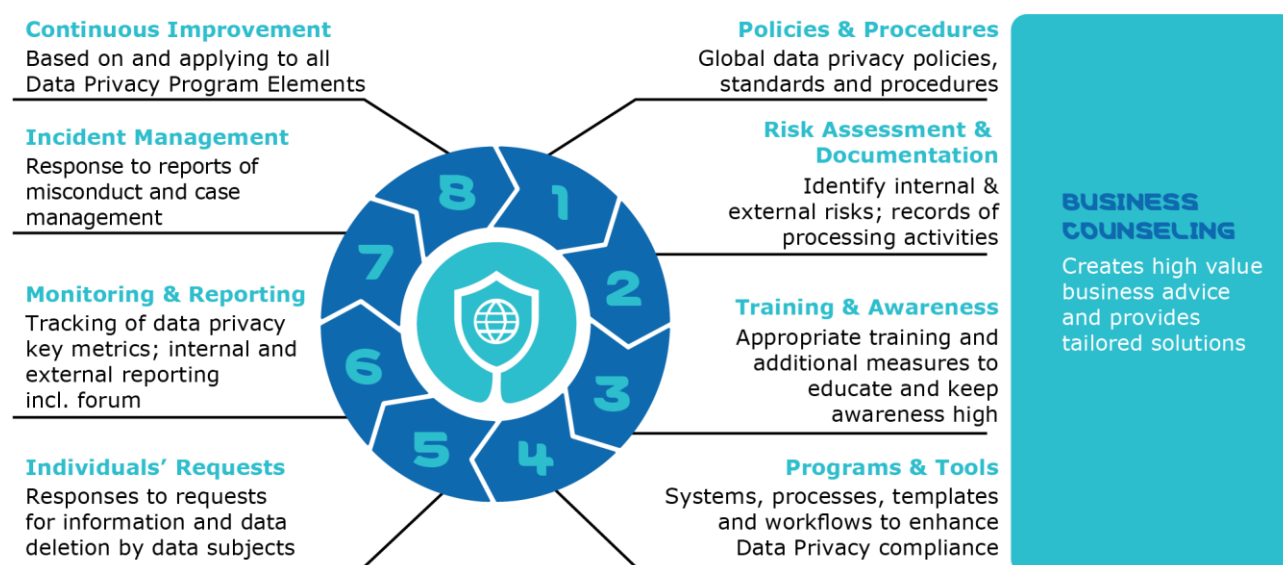 Continuous Improvement
Based on and applying to all
Data Privacy Program Elements
Incident Management
Response to reports of
misconduct and case
management
Monitoring & Reporting
Tracking of data privacy
key metrics; internal and
external reporting
incl. forum
Individuals’ Requests
Responses to requests
for information and data
deletion by data subjects
8
1
7
2
6
3
5
4
Policies & Procedures
Global data privacy policies,
standards and procedures
Risk Assessment &
Documentation
Identify internal &
external risks; records of
processing activities
Training & Awareness
Appropriate training and
additional measures to
educate and keep
awareness high
Programs & Tools
Systems, processes, templates
and workflows to enhance
Data Privacy compliance
BUSINESS
COUNSELING
Creates high value
business advice
and provides
tailored solutions